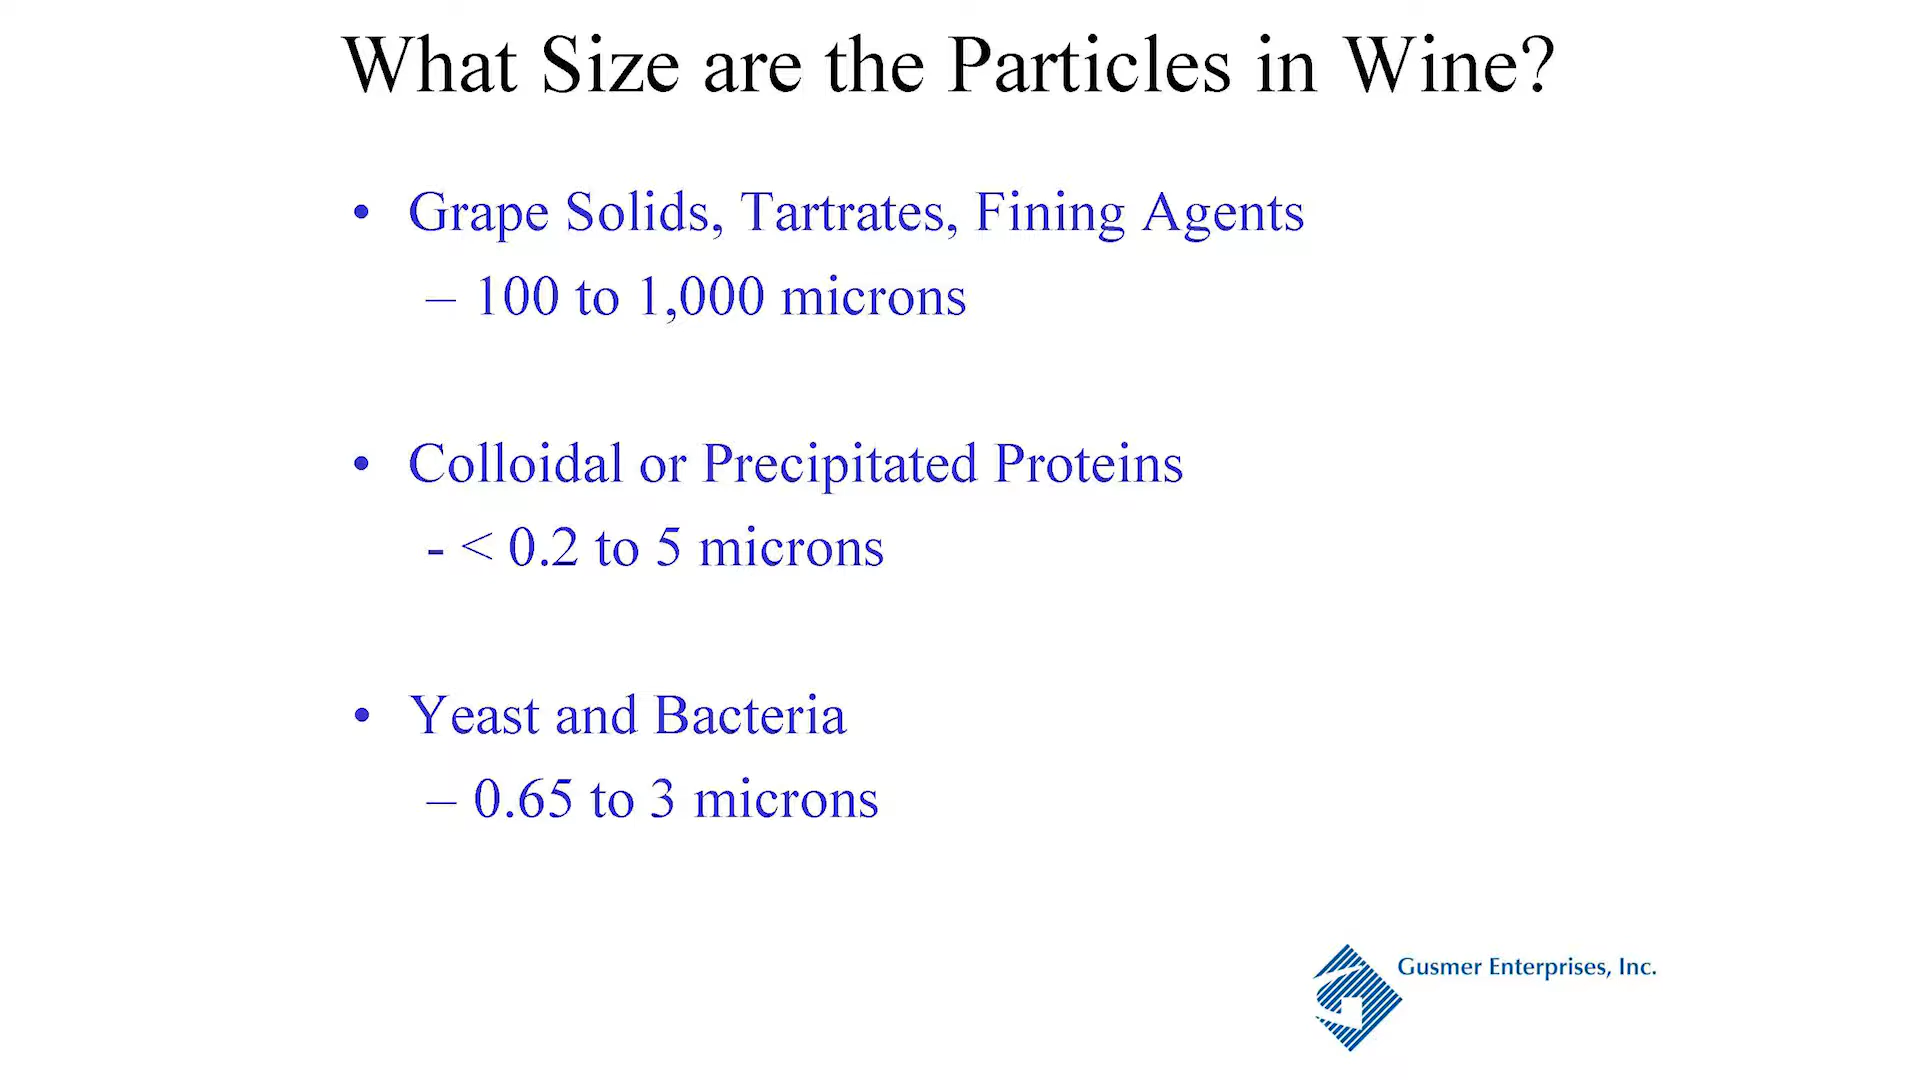 What Size are the Particles in Wine?
• Grape Solids, Tartrates, Fining Agents
– 100 to 1,000 microns
• Colloidal or Precipitated Proteins
- < 0.2 to 5 microns
• Yeast and Bacteria
– 0.65 to 3 microns
Gusmer Enterprises, Inc.